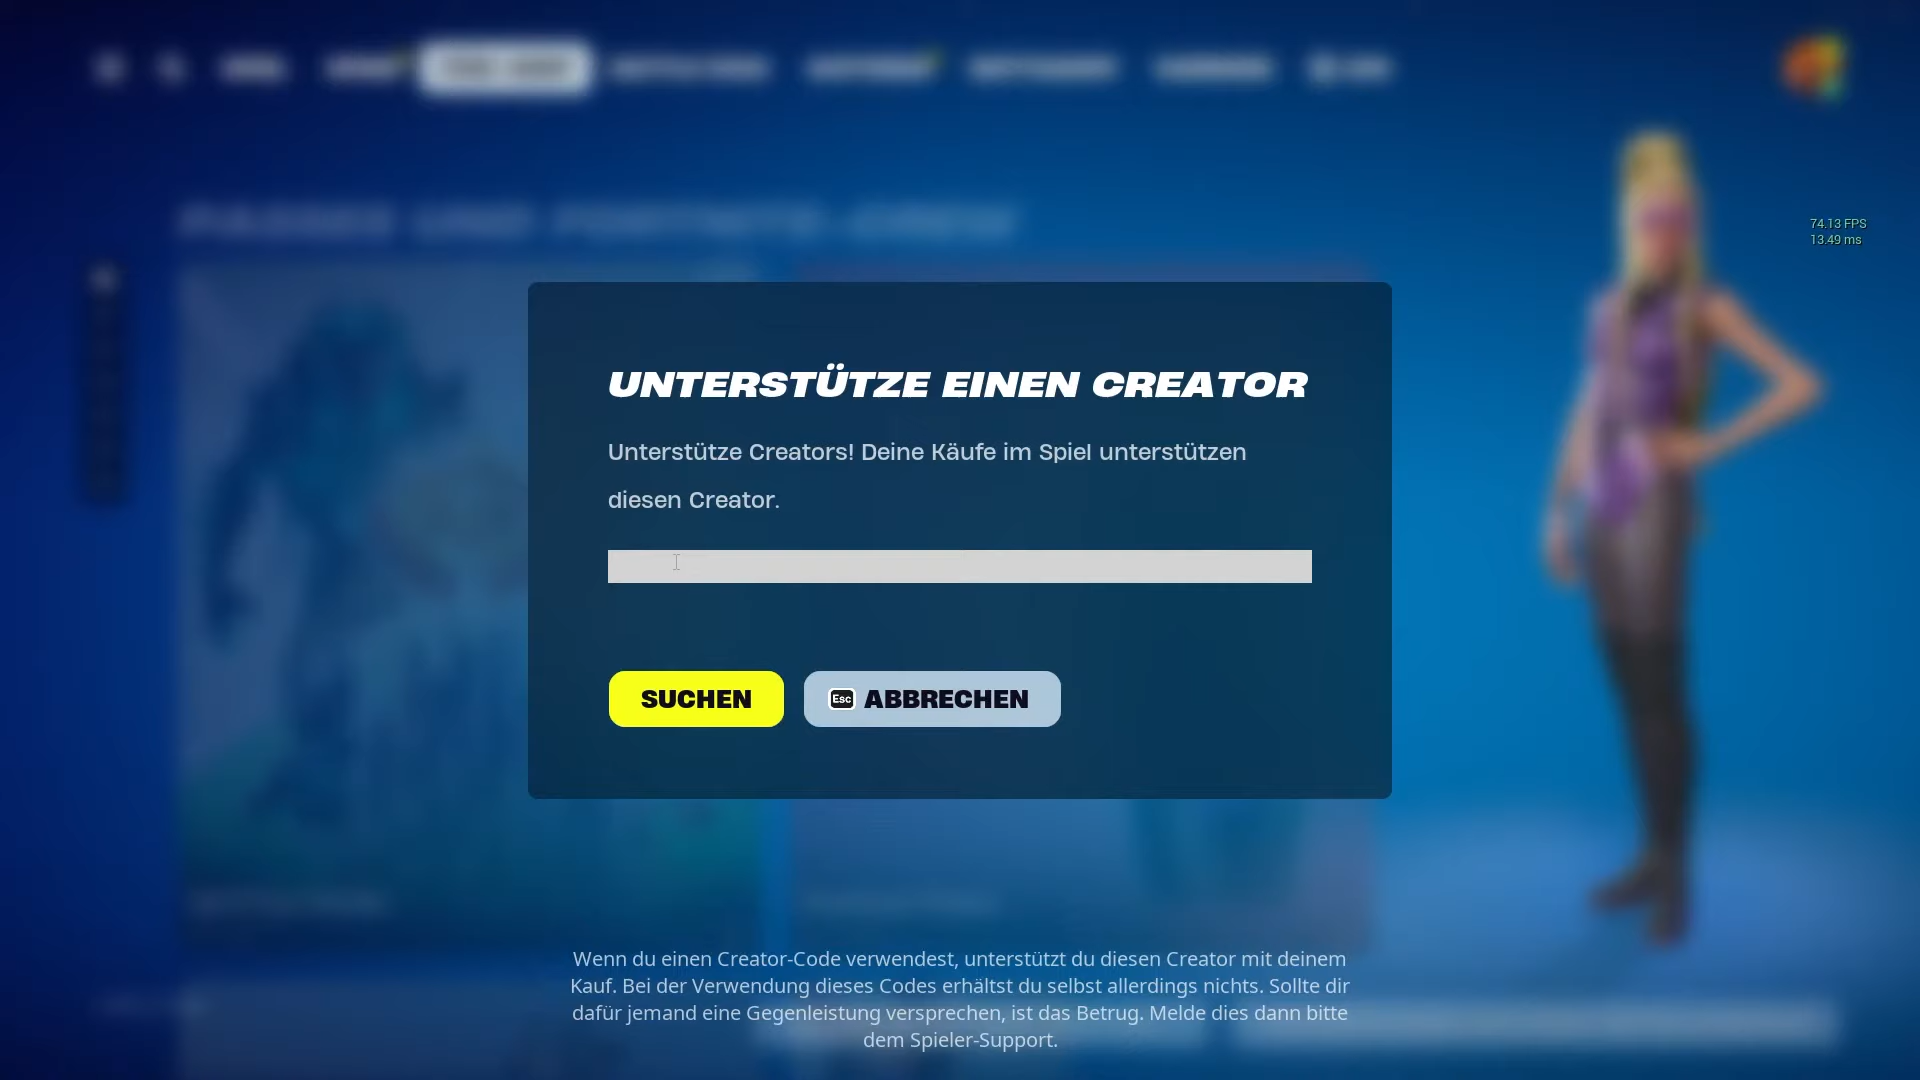 74.13 FPS
13.49 ms
UNTERSTÜTZE EINEN CREATOR
Unterstütze Creators! Deine Käufe im Spiel unterstützen
diesen Creator.
SUCHEN
Esc ABBRECHEN
Wenn du einen Creator-Code verwendest, unterstützt du diesen Creator mit deinem
Kauf. Bei der Verwendung dieses Codes erhältst du selbst allerdings nichts. Sollte dir
dafür jemand eine Gegenleistung versprechen, ist das Betrug. Melde dies dann bitte
dem Spieler-Support.